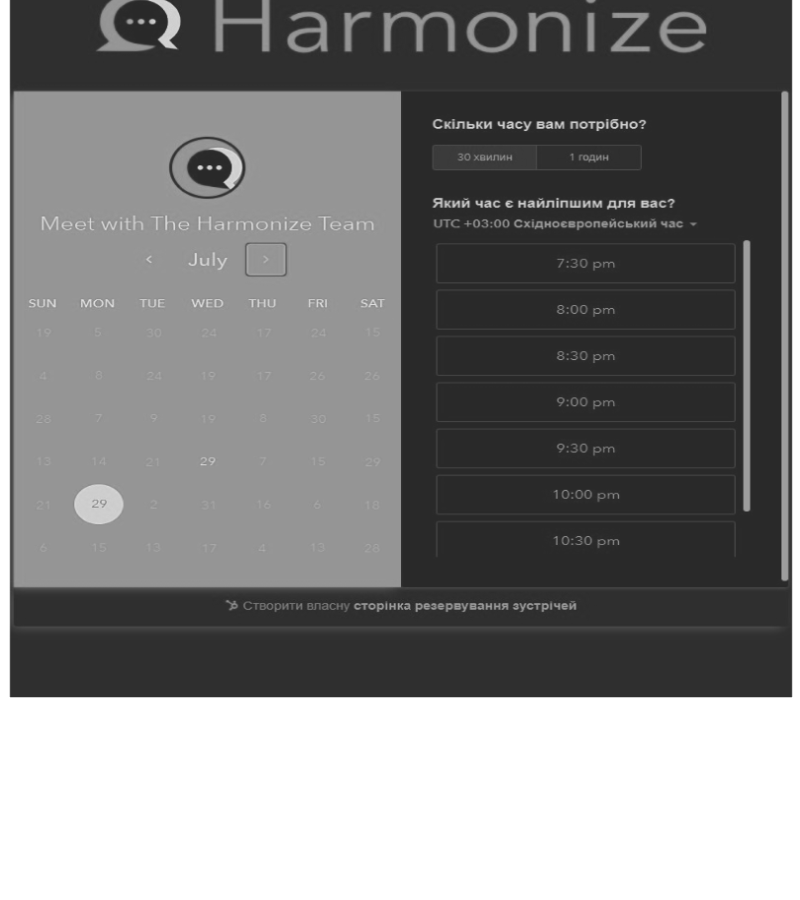 Harmonize
Meet with The Harmonize Team
‹ July ›
SUN MON TUE WED THU FRI SAT
19 5 30 24 17 24 15
4 8 24 19 17 26 26
28 7 9 19 8 30 15
13 14 21 29 7 15 29
21 29 2 31 16 6 18
6 15 13 17 4 13 28
Скільки часу вам потрібно?
30 хвилин 1 годин
Який час є найліпшим для вас?
UTC +03:00 Східноєвропейський час
7:30 pm
8:00 pm
8:30 pm
9:00 pm
9:30 pm
10:00 pm
10:30 pm
Створити власну сторінка резервування зустрічей